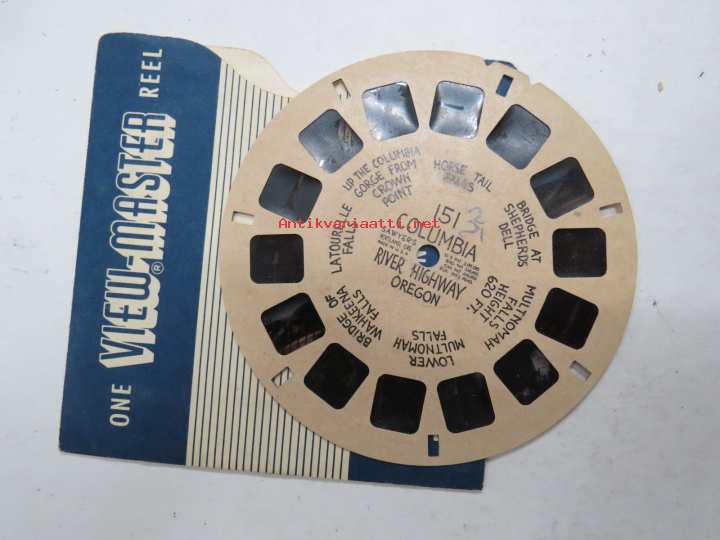 ONE VIEW-MASTER® REEL
UP THE COLUMBIA
GORGE FROM
CROWN
POINT
HORSE TAIL
FALLS
BRIDGE AT
SHEPHERDS
DELL
MULTNOMAH
FALLS
HEIGHT
620 FT.
LOWER
MULTNOMAH
FALLS
BRIDGE OF
WAHKEENA
FALLS
LATOURELLE
FALLS
151
COLUMBIA
SAWYER'S
RIVER HIGHWAY
OREGON
Antikvariaatti.net